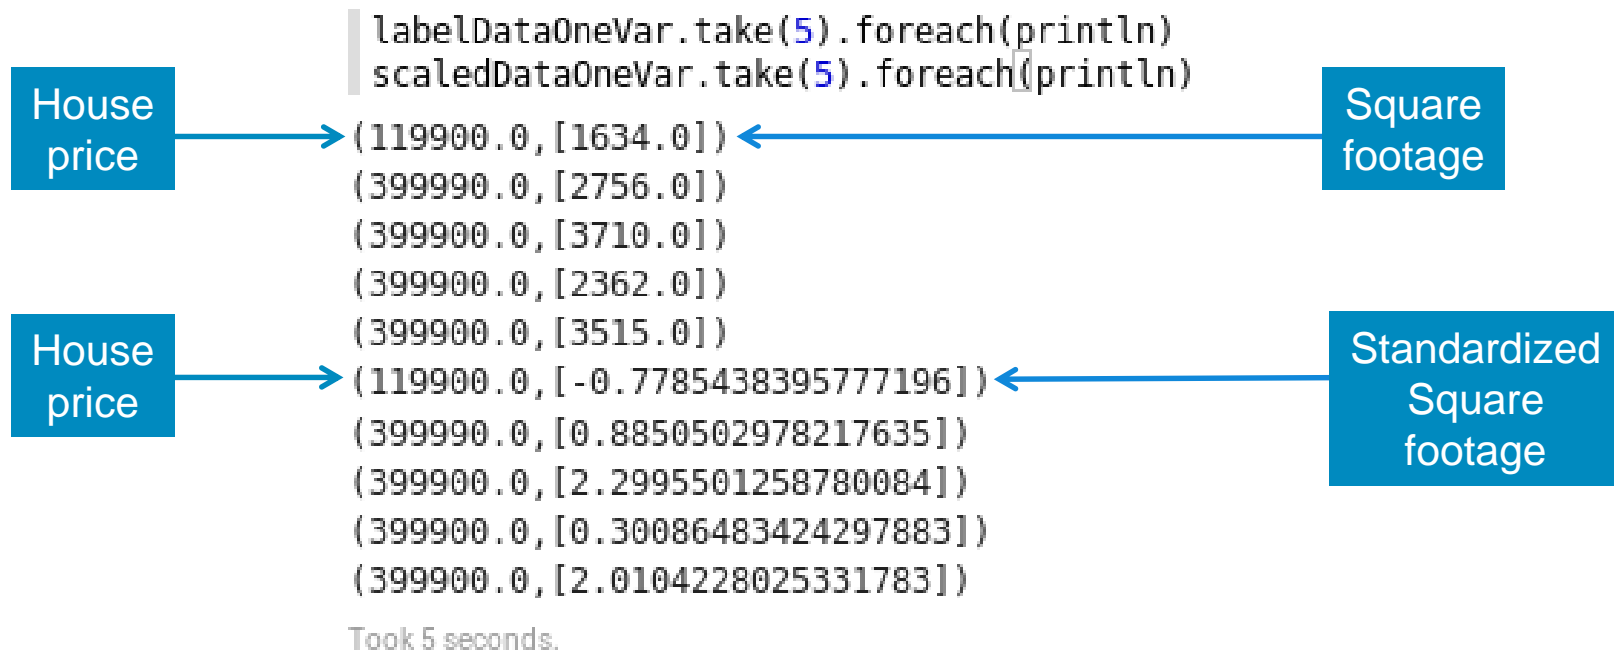 labelDataOneVar.take(5).foreach(println)
scaledDataOneVar.take(5).foreach(println)
House
price
Square
footage
(119900.0,[1634.0])
(399990.0,[2756.0])
(399900.0,[3710.0])
(399900.0,[2362.0])
(399900.0,[3515.0])
House
price
Standardized
Square
footage
(119900.0,[-0.7785438395777196])
(399990.0,[0.8850502978217635])
(399900.0,[2.2995501258780084])
(399900.0,[0.30086483424297883])
(399900.0,[2.0104228025331783])
Took 5 seconds.